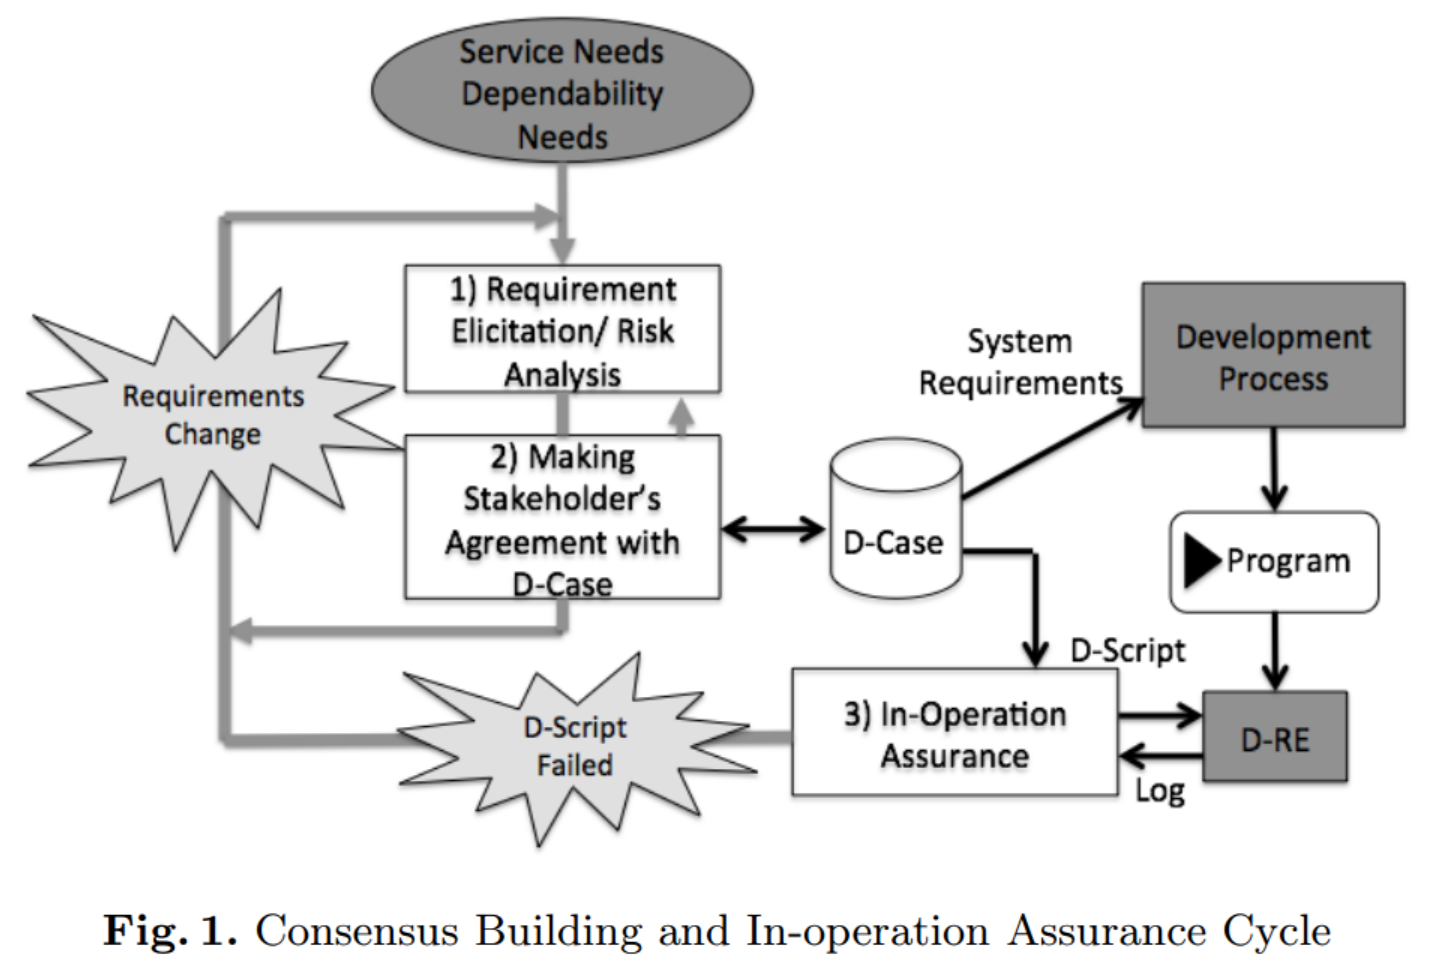 Service Needs
Dependability
Needs
1) Requirement
Elicitation/ Risk
Analysis
Requirements
Change
2) Making
Stakeholder's
Agreement with
D-Case
D-Case
System
Requirements
Development
Process
Program
D-Script
3) In-Operation
Assurance
D-RE
Log
D-Script
Failed
Fig. 1. Consensus Building and In-operation Assurance Cycle